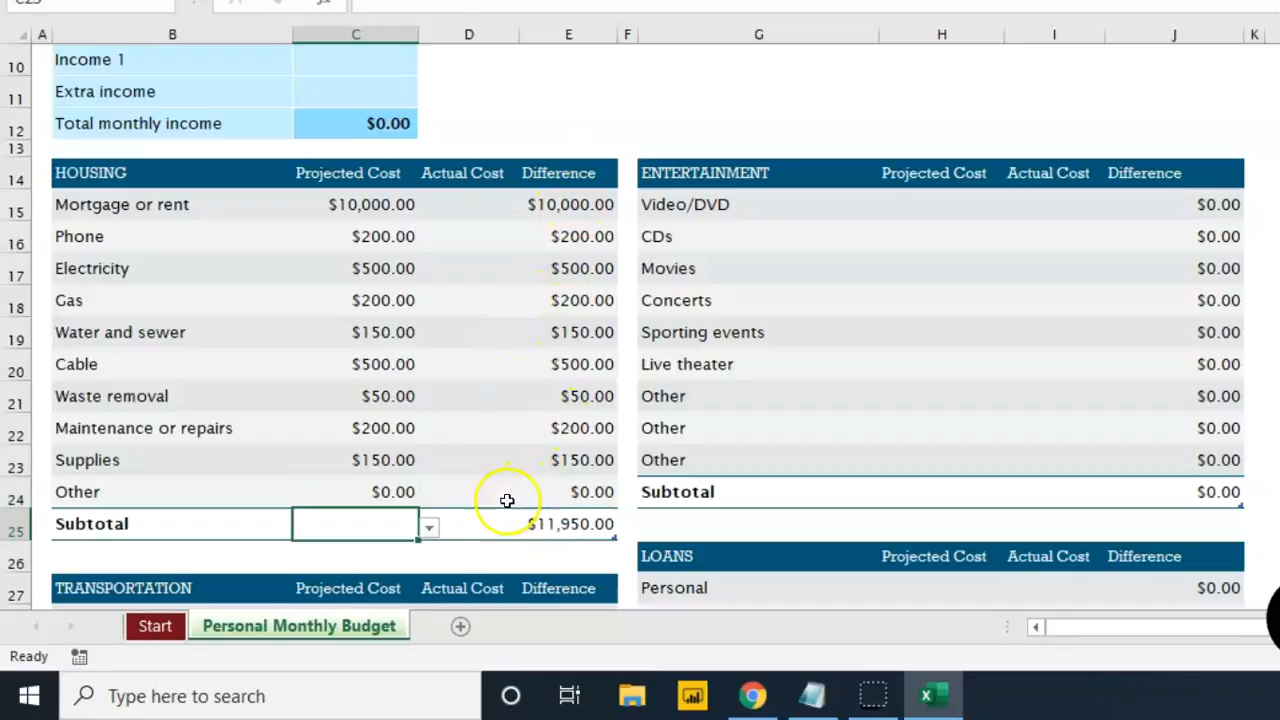 A B C D E F G H I J K
10 Income 1
11 Extra income
12 Total monthly income $0.00
13
14 HOUSING Projected Cost Actual Cost Difference ENTERTAINMENT Projected Cost Actual Cost Difference
15 Mortgage or rent $10,000.00 $10,000.00 Video/DVD $0.00
16 Phone $200.00 $200.00 CDs $0.00
17 Electricity $500.00 $500.00 Movies $0.00
18 Gas $200.00 $200.00 Concerts $0.00
19 Water and sewer $150.00 $150.00 Sporting events $0.00
20 Cable $500.00 $500.00 Live theater $0.00
21 Waste removal $50.00 $50.00 Other $0.00
22 Maintenance or repairs $200.00 $200.00 Other $0.00
23 Supplies $150.00 $150.00 Other $0.00
24 Other $0.00 $0.00 Subtotal $0.00
25 Subtotal $11,950.00
26 LOANS Projected Cost Actual Cost Difference
27 TRANSPORTATION Projected Cost Actual Cost Difference Personal $0.00
Start Personal Monthly Budget
Ready
Type here to search